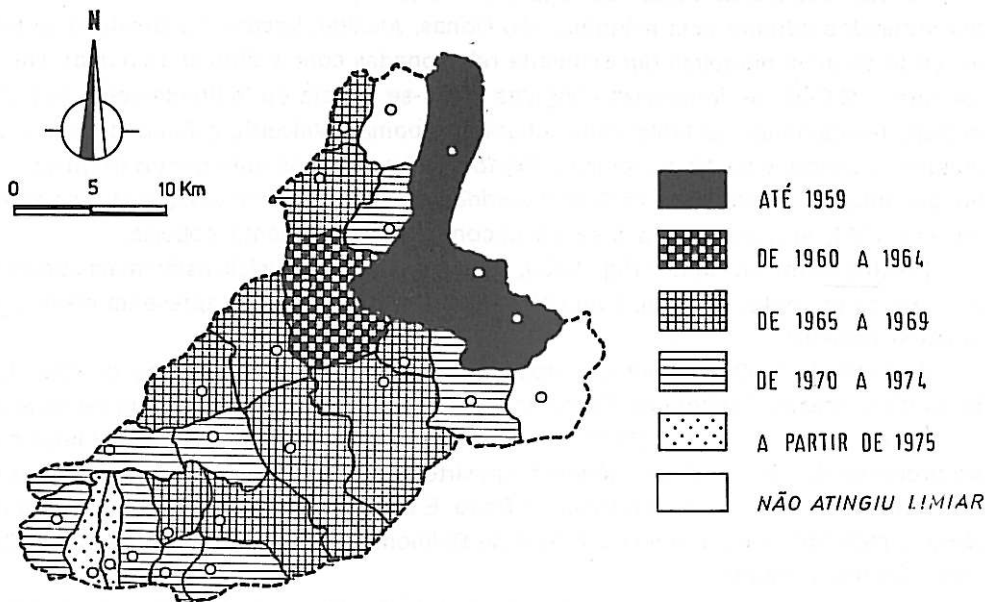 N
0 5 10 Km
ATÉ 1959
DE 1960 A 1964
DE 1965 A 1969
DE 1970 A 1974
A PARTIR DE 1975
NÃO ATINGIU LIMIAR